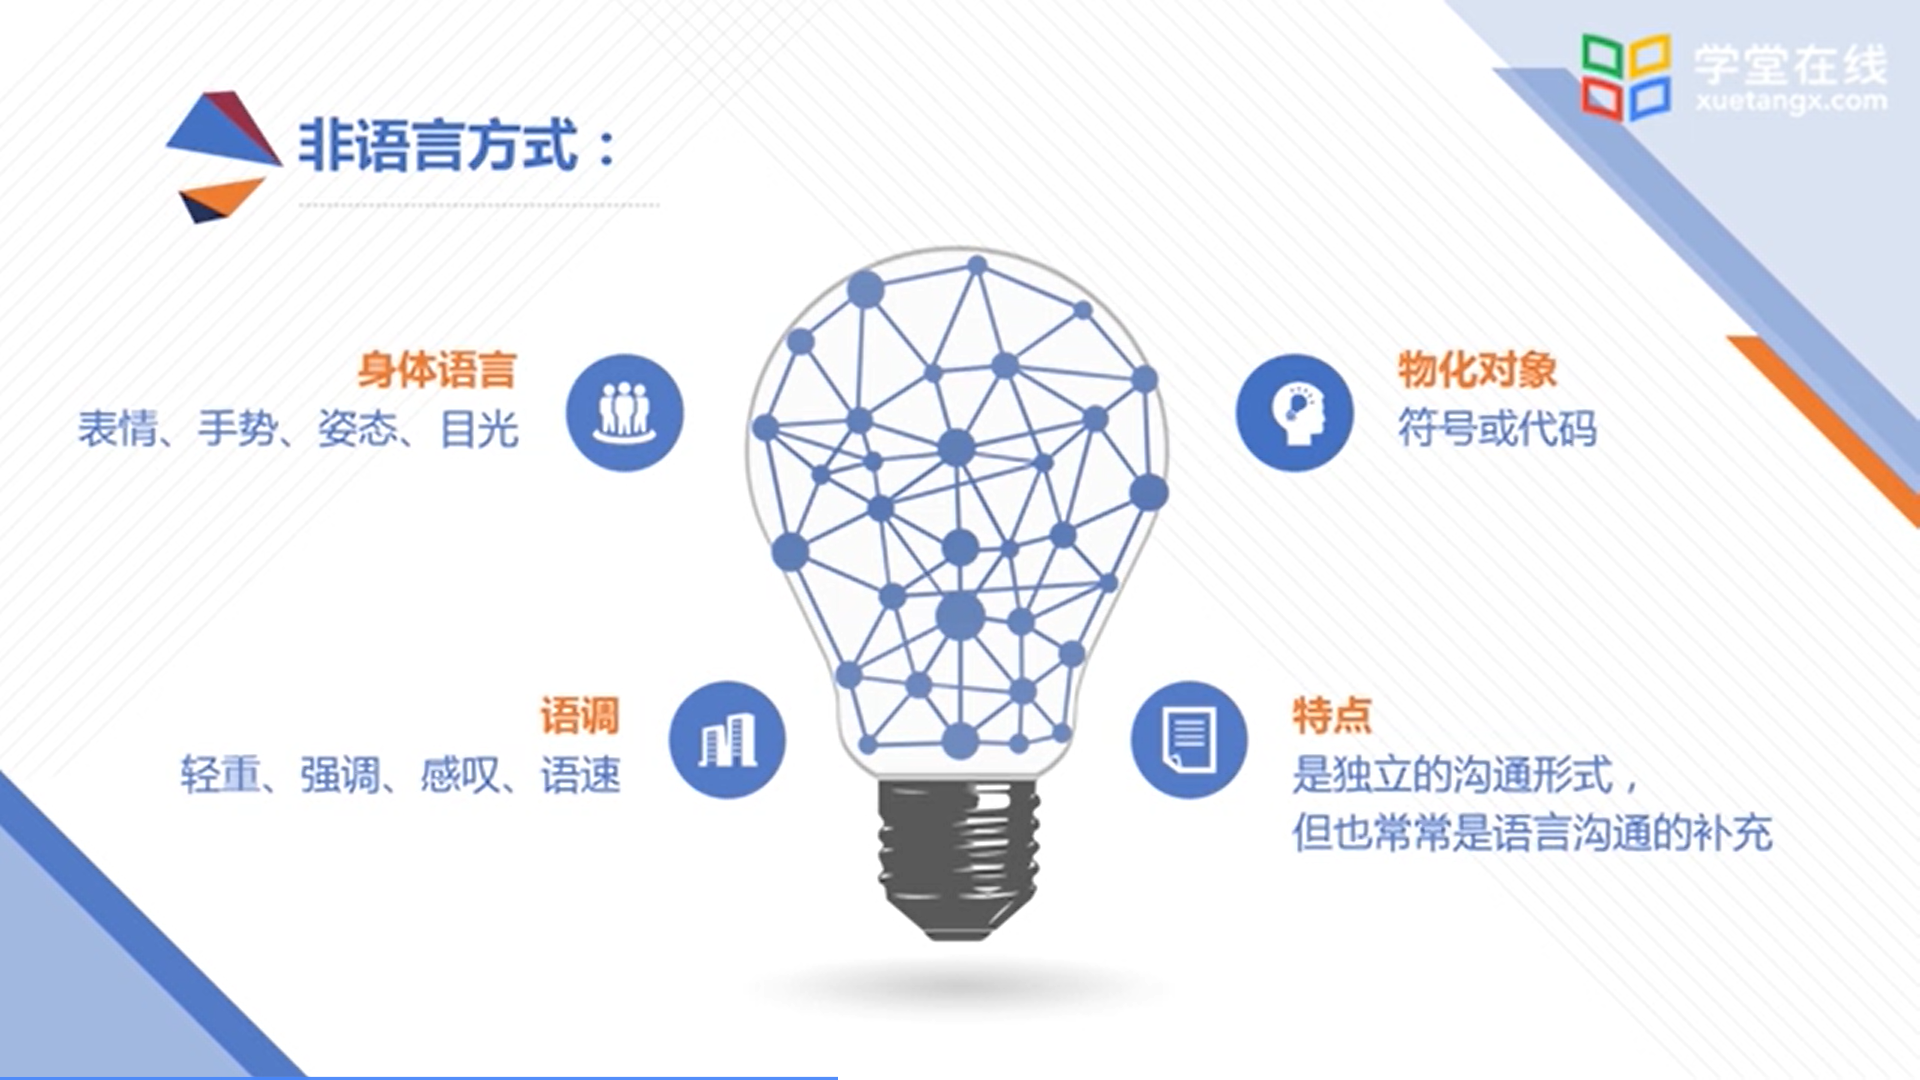 学堂在线
xuetangx.com
非语言方式：
身体语言
表情、手势、姿态、目光
物化对象
符号或代码
语调
轻重、强调、感叹、语速
特点
是独立的沟通形式，
但也常常是语言沟通的补充